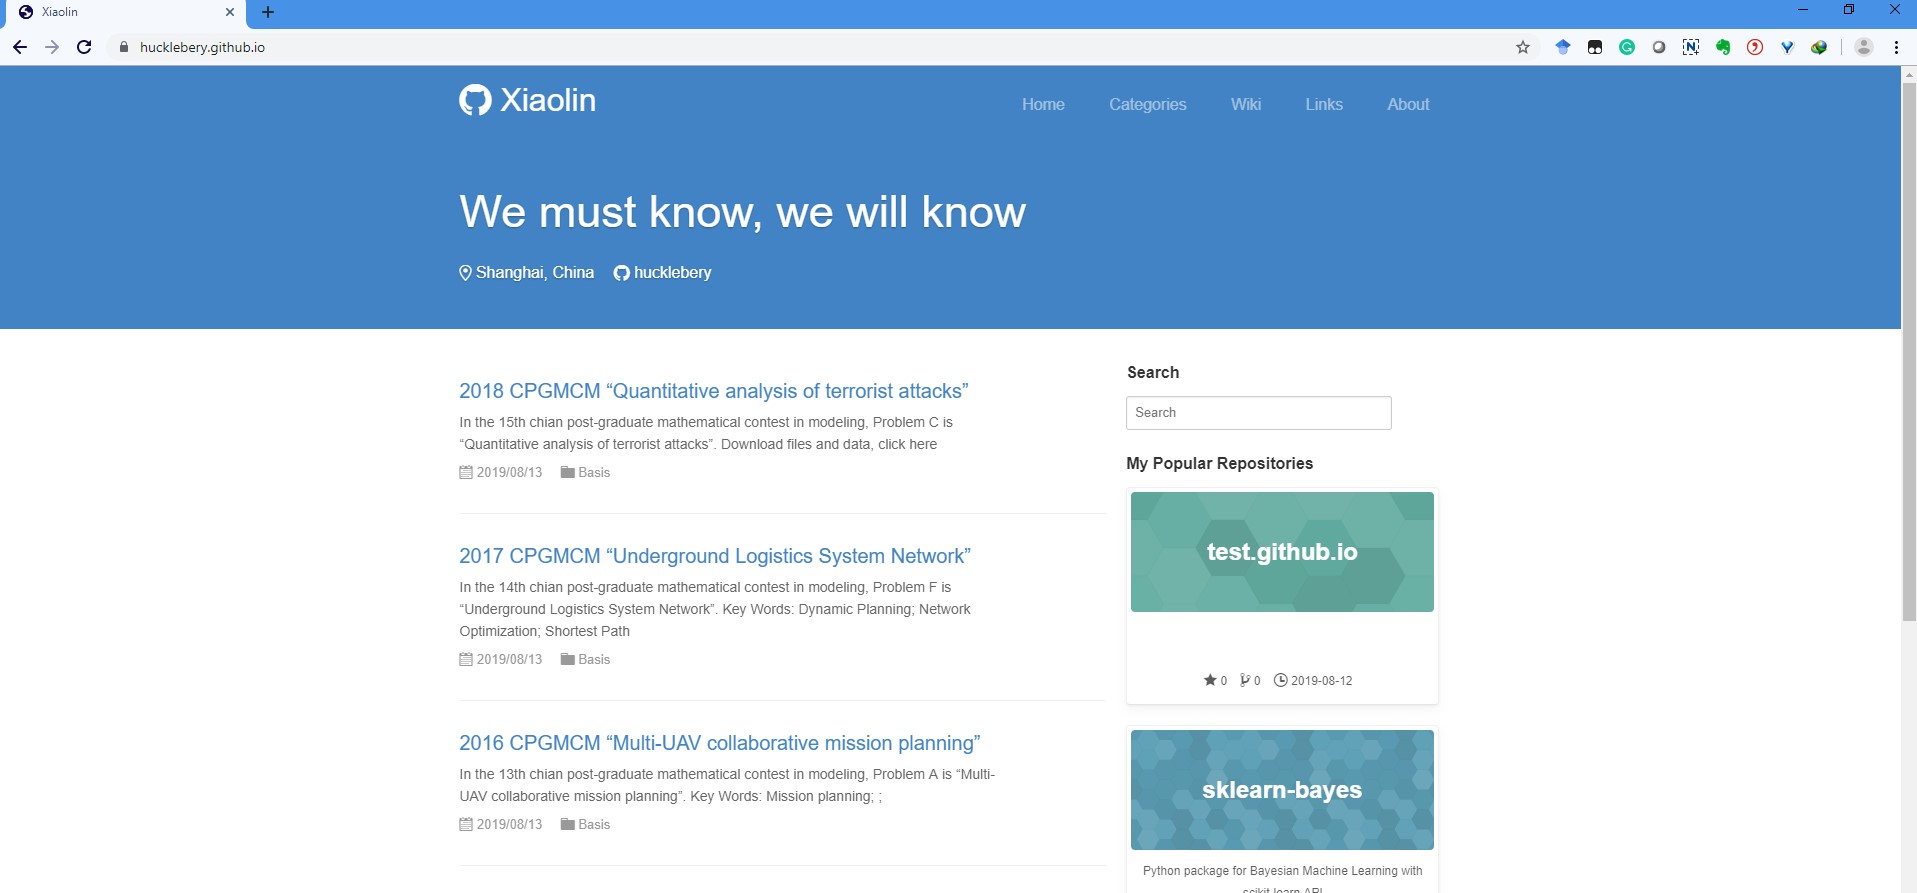 Xiaolin
hucklebery.github.io
Xiaolin
Home Categories Wiki Links About
We must know, we will know
Shanghai, China hucklebery
2018 CPGMCM “Quantitative analysis of terrorist attacks”
In the 15th chian post-graduate mathematical contest in modeling, Problem C is
“Quantitative analysis of terrorist attacks”. Download files and data, click here
2019/08/13 Basis
2017 CPGMCM “Underground Logistics System Network”
In the 14th chian post-graduate mathematical contest in modeling, Problem F is
“Underground Logistics System Network”. Key Words: Dynamic Planning; Network
Optimization; Shortest Path
2019/08/13 Basis
2016 CPGMCM “Multi-UAV collaborative mission planning”
In the 13th chian post-graduate mathematical contest in modeling, Problem A is “Multi-
UAV collaborative mission planning”. Key Words: Mission planning; ;
2019/08/13 Basis
Search
Search
My Popular Repositories
test.github.io
0 0 2019-08-12
sklearn-bayes
Python package for Bayesian Machine Learning with
scikit-learn API